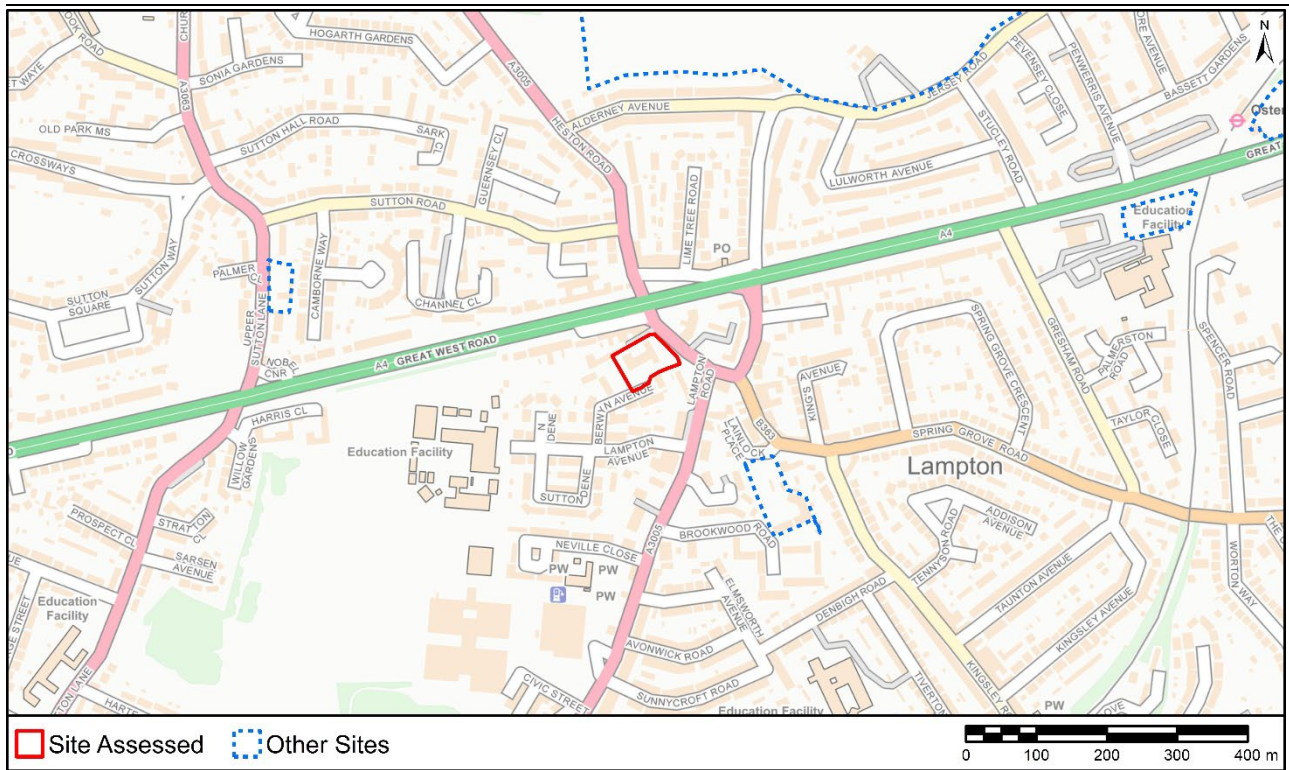 HOGARTH GARDENS
SONIA GARDENS
A3063
OLD PARK MS
CROSSWAYS
SUTTON HALL ROAD
SARK
CL
GUERNSEY CL
SUTTON ROAD
A3005
HESTON ROAD
ALDERNEY AVENUE
JERSEY ROAD
PEVENSEY CLOSE
PENWERRIS AVENUE
BASSETT GARDENS
STUCLEY ROAD
LULWORTH AVENUE
LIME TREE ROAD
PO
N
Oster
GREAT
A4
Education
Facility
SUTTON WAY
SUTTON
SQUARE
PALMER
CL
UPPER
SUTTON LANE
CAMBORNE WAY
CHANNEL CL
A4
GREAT WEST ROAD
NOBEL
CNR
HARRIS CL
WILLOW
GARDENS
Education Facility
N
DENE
BERWYN AVENUE
LAMPTON
AVENUE
SUTTON
DENE
LAMPTON
ROAD
LAINLOCK
PLACE
B363
KINGS AVENUE
SPRING GROVE CRESCENT
SPRING GROVE ROAD
Lampton
GRESHAM ROAD
PALMERSTON
ROAD
TAYLOR
CLOSE
SPENCER ROAD
PROSPECT CL
STRATTON
CL
SARSEN
AVENUE
NEVILLE CLOSE
PW
PW
PW
A3005
BROOKWOOD
ROAD
ELMSWORTH
AVENUE
DENBIGH ROAD
TENNYSON ROAD
ADDISON
AVENUE
TAUNTON AVENUE
KINGSLEY AVENUE
WORTON WAY
Education
Facility
AVONWICK ROAD
SUNNYCROFT ROAD
CIVIC STREET
Education Facility
TIVERTON
KINGSLEY RO
PW
Site Assessed
Other Sites
0 100 200 300 400 m